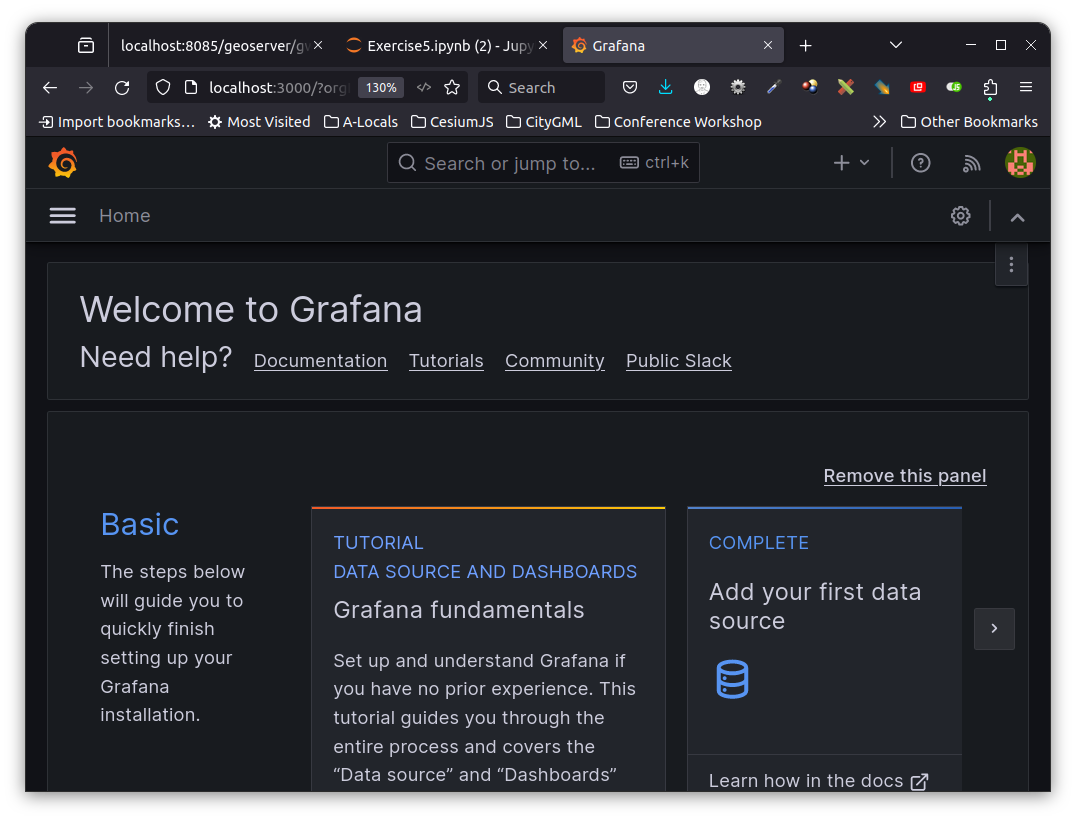 localhost:8085/geoserver/gv
Exercise5.ipynb (2) - Jupy
Grafana
localhost:3000/?org
130%
Search
Import bookmarks…
Most Visited
A-Locals
CesiumJS
CityGML
Conference Workshop
Other Bookmarks
Search or jump to...
ctrl+k
Home
Welcome to Grafana
Need help?
Documentation
Tutorials
Community
Public Slack
Remove this panel
Basic
The steps below
will guide you to
quickly finish
setting up your
Grafana
installation.
TUTORIAL
DATA SOURCE AND DASHBOARDS
Grafana fundamentals
Set up and understand Grafana if
you have no prior experience. This
tutorial guides you through the
entire process and covers the
“Data source” and “Dashboards”
COMPLETE
Add your first data
source
Learn how in the docs